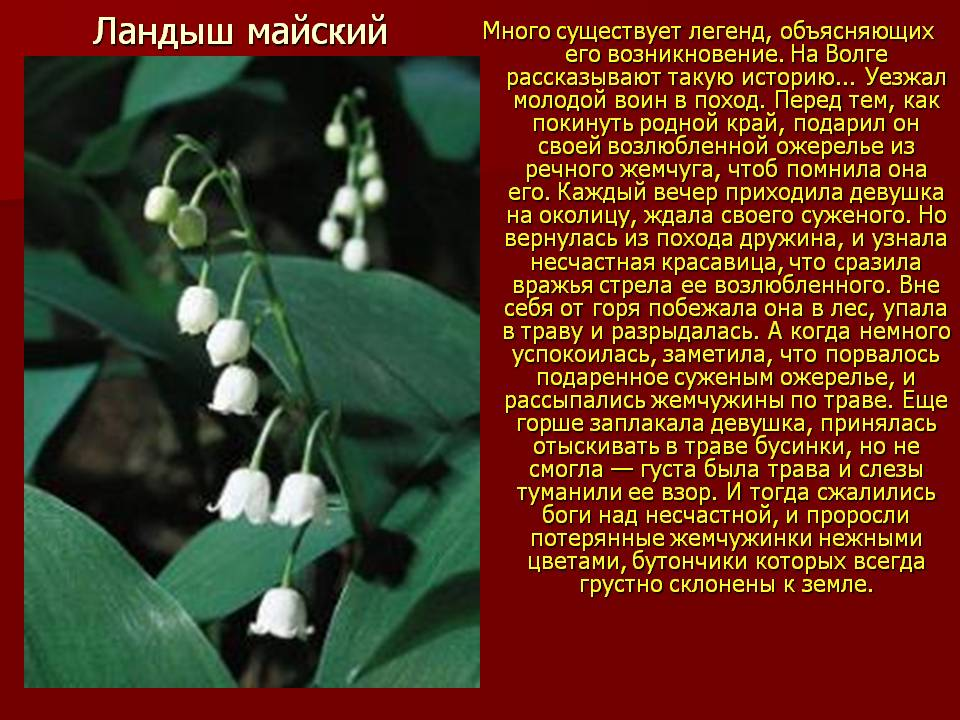 Ландыш майский
Много существует легенд, объясняющих
его возникновение. На Волге
рассказывают такую историю... Уезжал
молодой воин в поход. Перед тем, как
покинуть родной край, подарил он
своей возлюбленной ожерелье из
речного жемчуга, чтоб помнила она
его. Каждый вечер приходила девушка
на околицу, ждала своего суженого. Но
вернулась из похода дружина, и узнала
несчастная красавица, что сразила
вражья стрела ее возлюбленного. Вне
себя от горя побежала она в лес, упала
в траву и разрыдалась. А когда немного
успокоилась, заметила, что порвалось
подаренное суженым ожерелье, и
рассыпались жемчужины по траве. Еще
горше заплакала девушка, принялась
отыскивать в траве бусинки, но не
смогла — густа была трава и слезы
туманили ее взор. И тогда сжалились
боги над несчастной, и проросли
потерянные жемчужинки нежными
цветами, бутончики которых всегда
грустно склонены к земле.